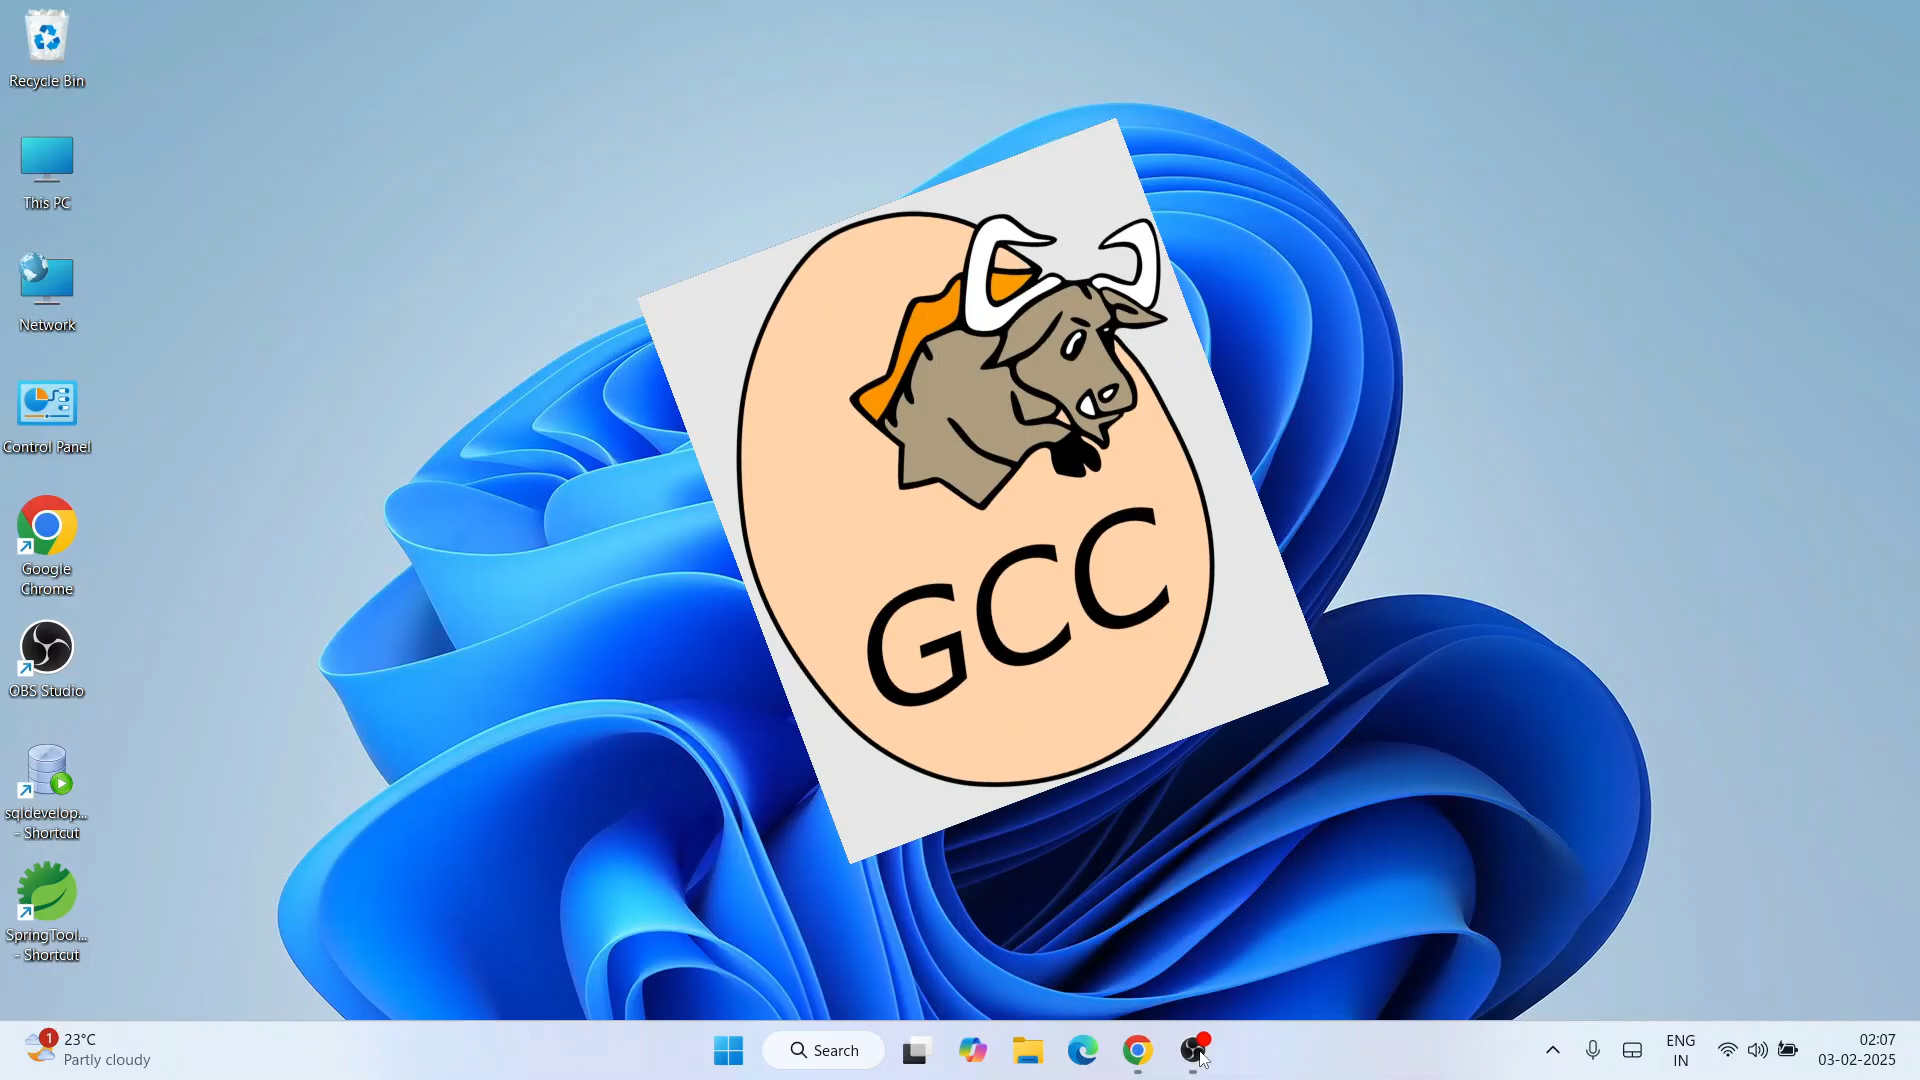 Recycle Bin
This PC
Network
Control Panel
Google
Chrome
OBS Studio
sqldevelop...
- Shortcut
SpringTool...
- Shortcut
GCC
1
23°C
Partly cloudy
Search
ENG
IN
02:07
03-02-2025